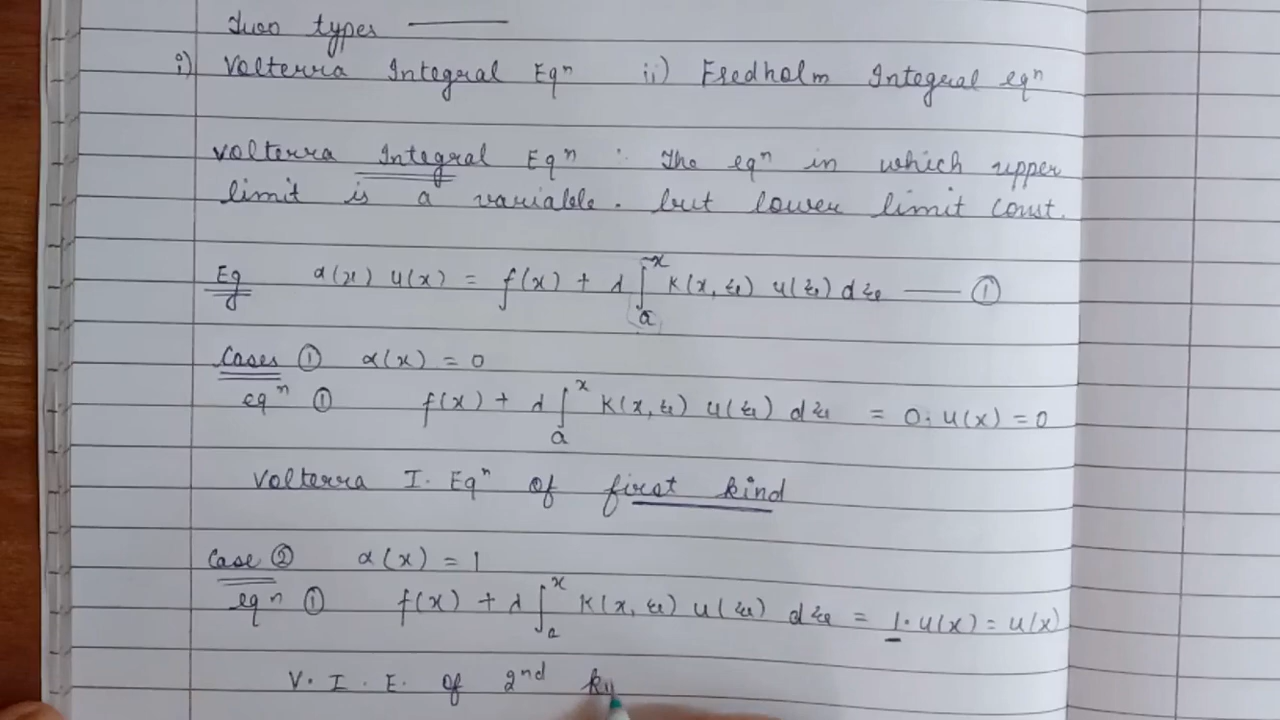 Two types
i) Volterra Integral Eqⁿ ii) Fredholm Integral eqⁿ
Volterra Integral Eqⁿ : The eqⁿ in which upper
limit is a variable. but lower limit const.
Eg α(x) u(x) = f(x) + λ ∫ₐˣ K(x, ξ) u(ξ) dξ —— ①
Cases ① α(x) = 0
eqⁿ ① f(x) + λ ∫ₐˣ K(x, ξ) u(ξ) dξ = 0. u(x) = 0
Volterra I. Eqⁿ of first kind
Case ② α(x) = 1
eqⁿ ① f(x) + λ ∫ₐˣ K(x, ξ) u(ξ) dξ = 1. u(x) = u(x)
V. I. E. of 2nd